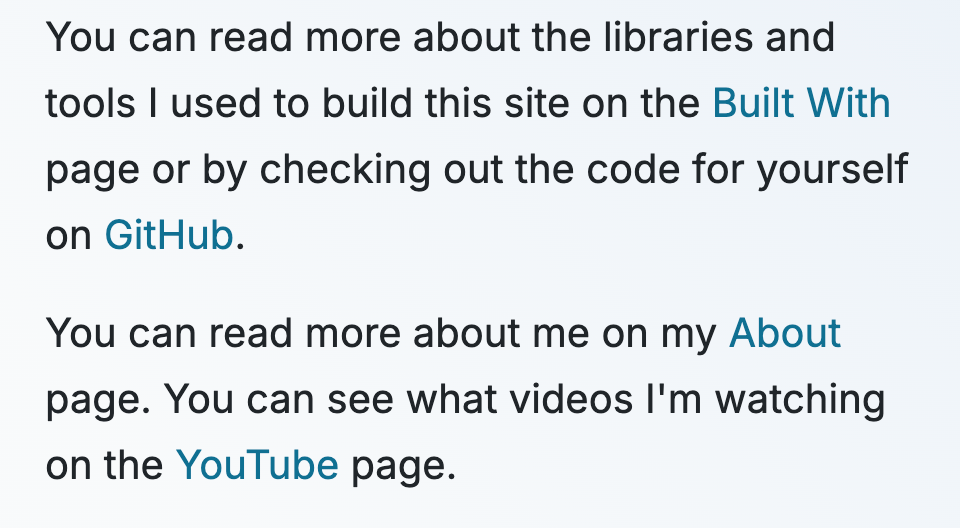 You can read more about the libraries and
tools I used to build this site on the Built With
page or by checking out the code for yourself
on GitHub.
You can read more about me on my About
page. You can see what videos I'm watching
on the YouTube page.